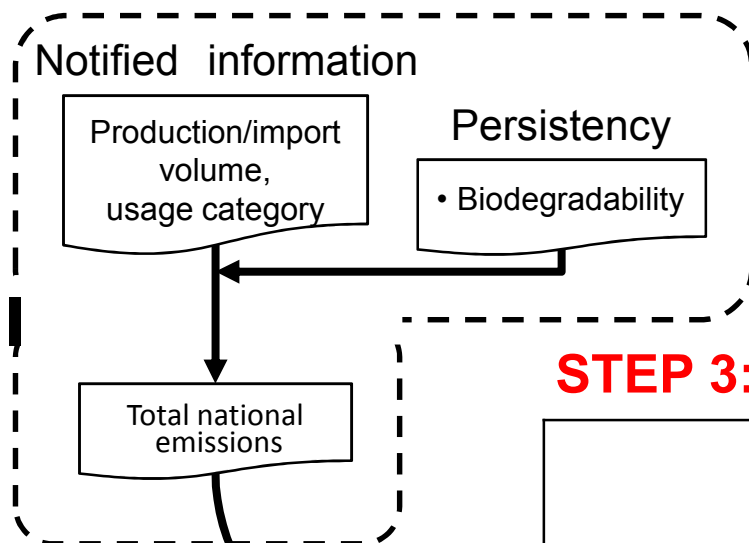 Notified information
Production/import
volume,
usage category
Persistency
• Biodegradability
Total national
emissions
STEP 3: